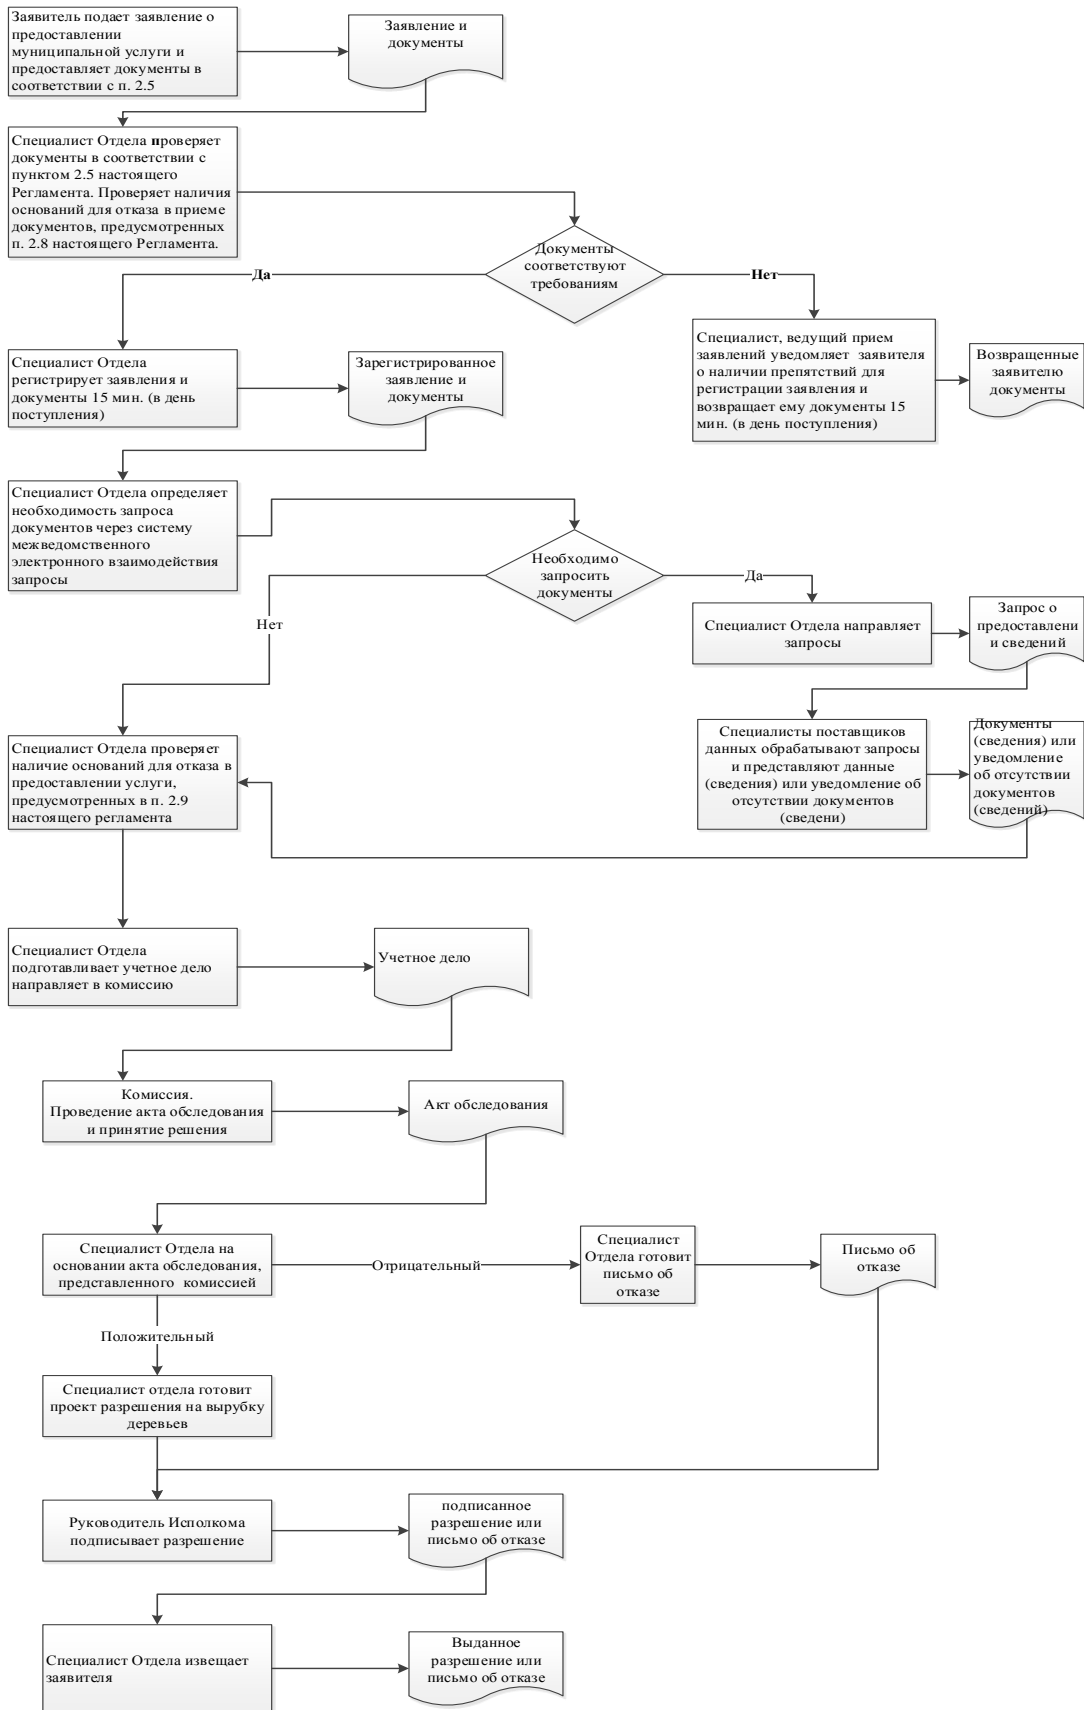 Заявитель подает заявление о
предоставлении
муниципальной услуги и
предоставляет документы в
соответствии с п. 2.5
Заявление и
документы
Специалист Отдела проверяет
документы в соответствии с
пунктом 2.5 настоящего
Регламента. Проверяет наличия
оснований для отказа в приеме
документов, предусмотренных
п. 2.8 настоящего Регламента.
Документы
соответствуют
требованиям
Да
Нет
Специалист Отдела
регистрирует заявления и
документы 15 мин. (в день
поступления)
Зарегистрированное
заявление и
документы
Специалист, ведущий прием
заявлений уведомляет заявителя
о наличии препятствий для
регистрации заявления и
возвращает ему документы 15
мин. (в день поступления)
Возвращенные
заявителю
документы
Специалист Отдела определяет
необходимость запроса
документов через систему
межведомственного
электронного взаимодействия
запросы
Необходимо
запросить
документы
Да
Нет
Специалист Отдела направляет
запросы
Запрос о
предоставлени
и сведений
Специалист Отдела проверяет
наличие оснований для отказа в
предоставлении услуги,
предусмотренных в п. 2.9
настоящего регламента
Специалисты поставщиков
данных обрабатывают запросы
и представляют данные
(сведения) или уведомление об
отсутствии документов
(сведени)
Документы
(сведения) или
уведомление
об отсутствии
документов
(сведений)
Специалист Отдела
подготавливает учетное дело
направляет в комиссию
Учетное дело
Комиссия.
Проведение акта обследования
и принятие решения
Акт обследования
Специалист Отдела на
основании акта обследования,
представленного комиссией
Отрицательный
Специалист
Отдела готовит
письмо об
отказе
Письмо об
отказе
Положительный
Специалист отдела готовит
проект разрешения на вырубку
деревьев
Руководитель Исполкома
подписывает разрешение
подписанное
разрешение или
письмо об отказе
Специалист Отдела извещает
заявителя
Выданное
разрешение или
письмо об отказе